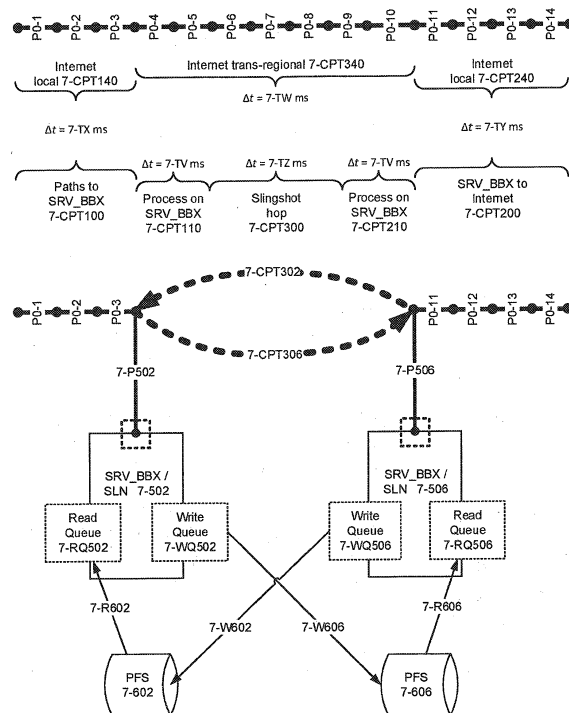 P0-1 P0-2 P0-3 P0-4 P0-5 P0-6 P0-7 P0-8 P0-9 P0-10 P0-11 P0-12 P0-13 P0-14
Internet
local 7-CPT140
Internet trans-regional 7-CPT340
Internet
local 7-CPT240
Δt = 7-TW ms
Δt = 7-TX ms
Δt = 7-TY ms
Δt = 7-TV ms
Δt = 7-TZ ms
Δt = 7-TV ms
Paths to
SRV_BBX
7-CPT100
Process on
SRV_BBX
7-CPT110
Slingshot
hop
7-CPT300
Process on
SRV_BBX
7-CPT210
SRV_BBX to
Internet
7-CPT200
7-CPT302
P0-1 P0-2 P0-3
P0-11 P0-12 P0-13 P0-14
7-CPT306
7-P502
7-P506
SRV_BBX /
SLN 7-502
SRV_BBX /
SLN 7-506
Read
Queue
7-RQ502
Write
Queue
7-WQ502
Write
Queue
7-WQ506
Read
Queue
7-RQ506
7-R602
7-W602
7-W606
7-R606
PFS
7-602
PFS
7-606